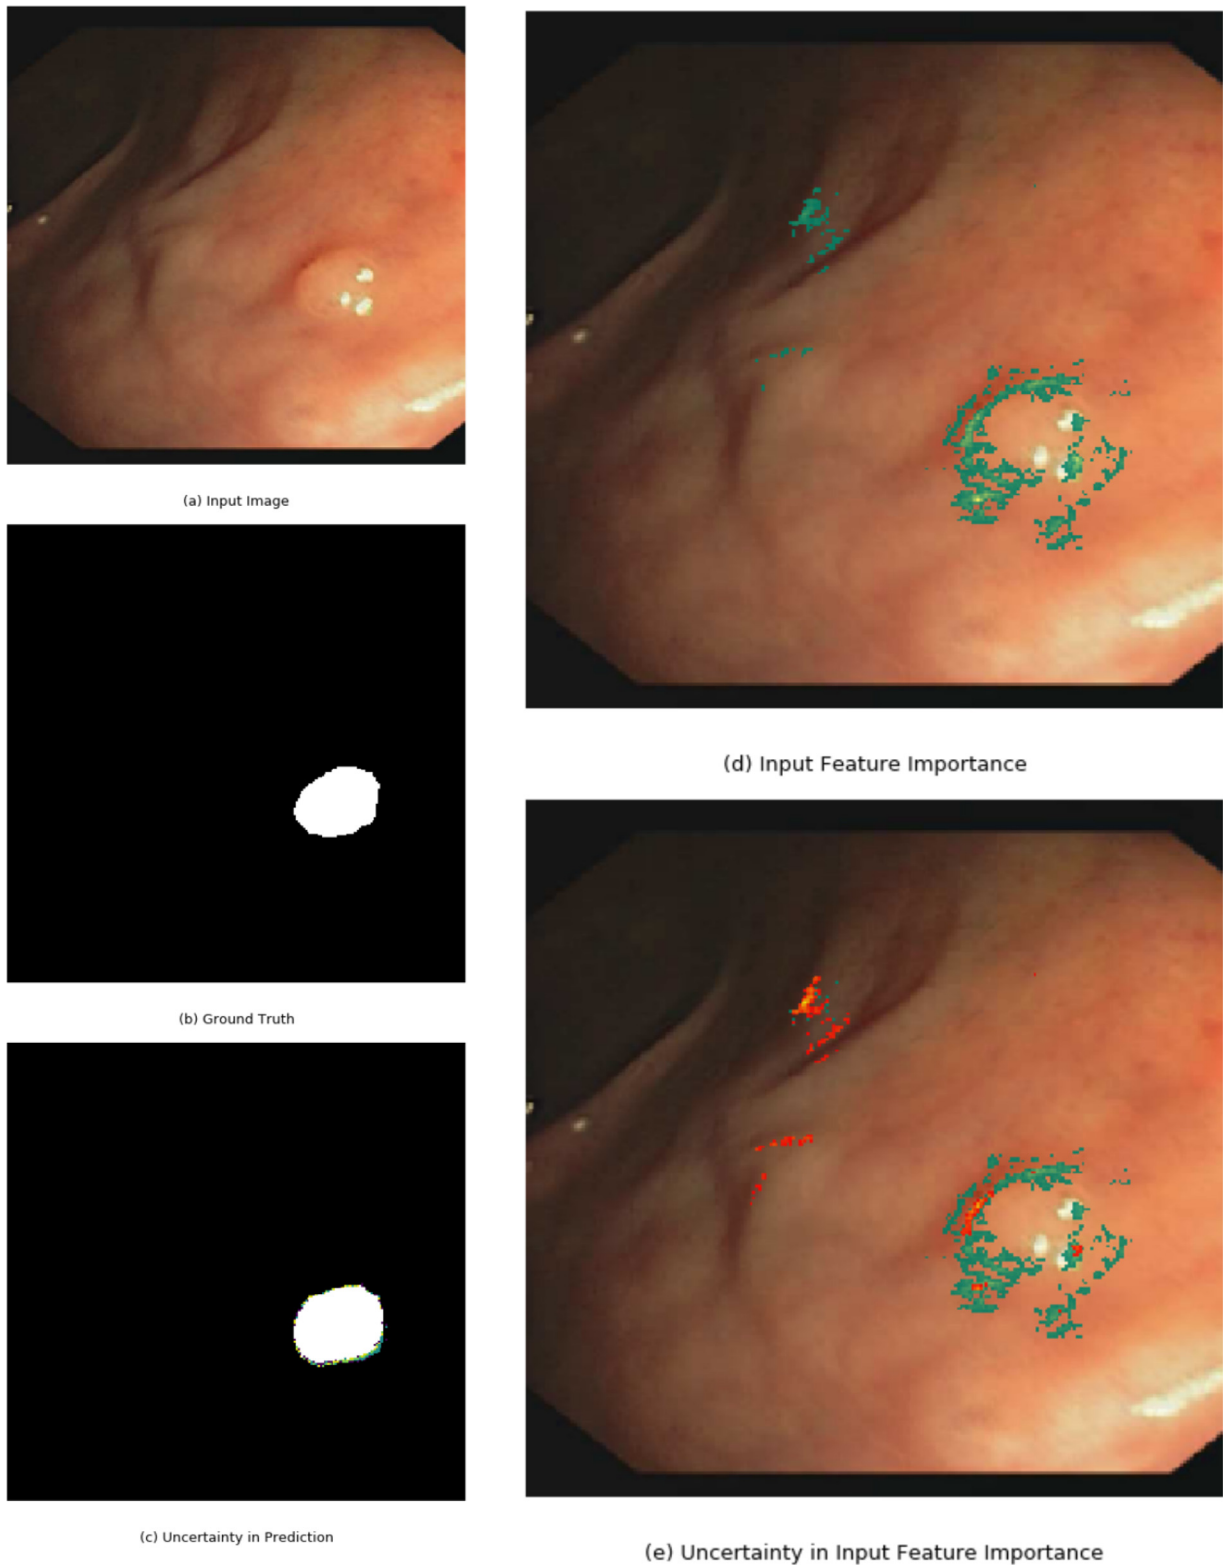 (a) Input Image
(b) Ground Truth
(c) Uncertainty in Prediction
(d) Input Feature Importance
(e) Uncertainty in Input Feature Importance